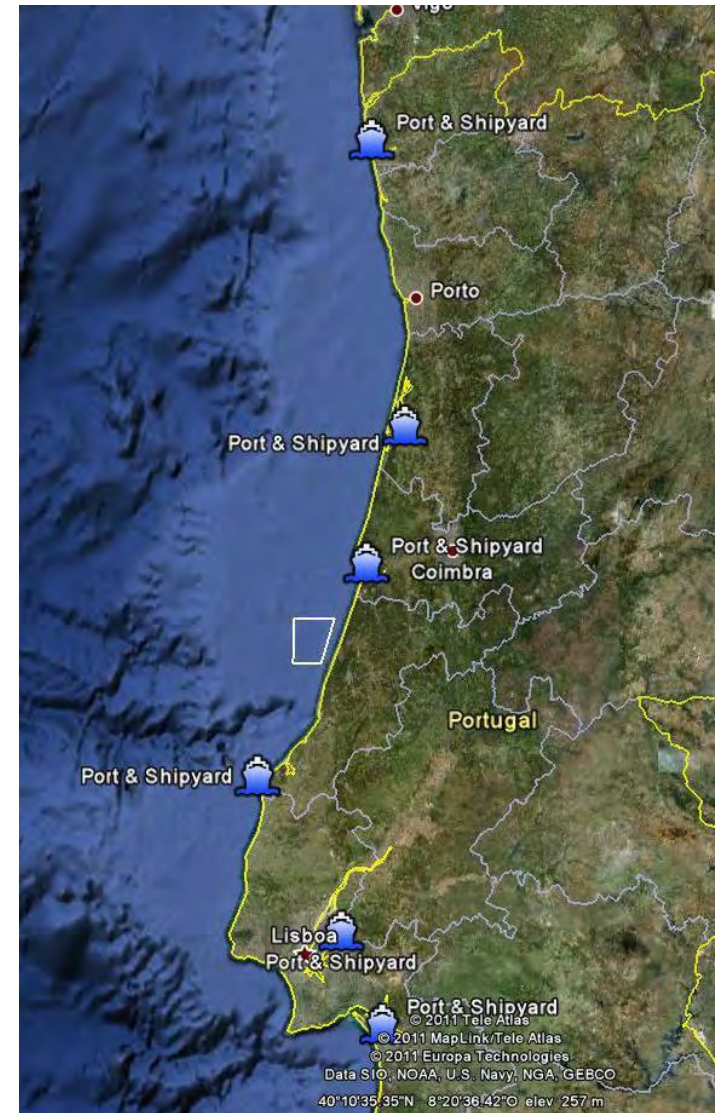 Vigo
Port & Shipyard
Porto
Port & Shipyard
Port & Shipyard
Coimbra
Portugal
Port & Shipyard
Lisboa
Port & Shipyard
Port & Shipyard
© 2011 Tele Atlas
© 2011 MapLink/Tele Atlas
© 2011 Europa Technologies
Data SIO, NOAA, U.S. Navy, NGA, GEBCO
40°10'35.35"N 8°20'36.42"O elev 257 m